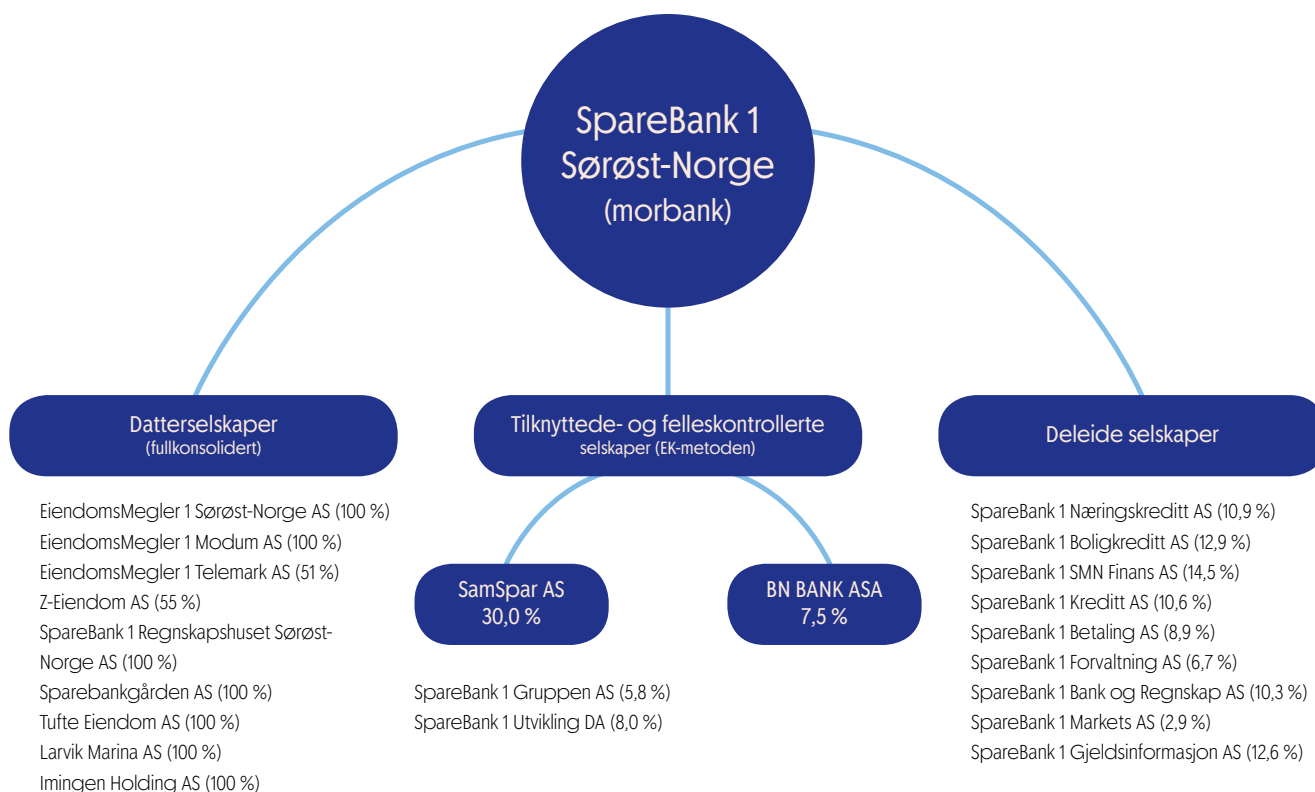 SpareBank 1
Sørøst-Norge
(morbank)
Datterselskaper
(fullkonsolidert)
EiendomsMegler 1 Sørøst-Norge AS (100 %)
EiendomsMegler 1 Modum AS (100 %)
EiendomsMegler 1 Telemark AS (51 %)
Z-Eiendom AS (55 %)
SpareBank 1 Regnskapshuset Sørøst-
Norge AS (100 %)
Sparebankgården AS (100 %)
Tufte Eiendom AS (100 %)
Larvik Marina AS (100 %)
Imingen Holding AS (100 %)
Tilknyttede- og felleskontrollerte
selskaper (EK-metoden)
SamSpar AS
30,0 %
BN BANK ASA
7,5 %
SpareBank 1 Gruppen AS (5,8 %)
SpareBank 1 Utvikling DA (8,0 %)
Deleide selskaper
SpareBank 1 Næringskreditt AS (10,9 %)
SpareBank 1 Boligkreditt AS (12,9 %)
SpareBank 1 SMN Finans AS (14,5 %)
SpareBank 1 Kreditt AS (10,6 %)
SpareBank 1 Betaling AS (8,9 %)
SpareBank 1 Forvaltning AS (6,7 %)
SpareBank 1 Bank og Regnskap AS (10,3 %)
SpareBank 1 Markets AS (2,9 %)
SpareBank 1 Gjeldsinformasjon AS (12,6 %)